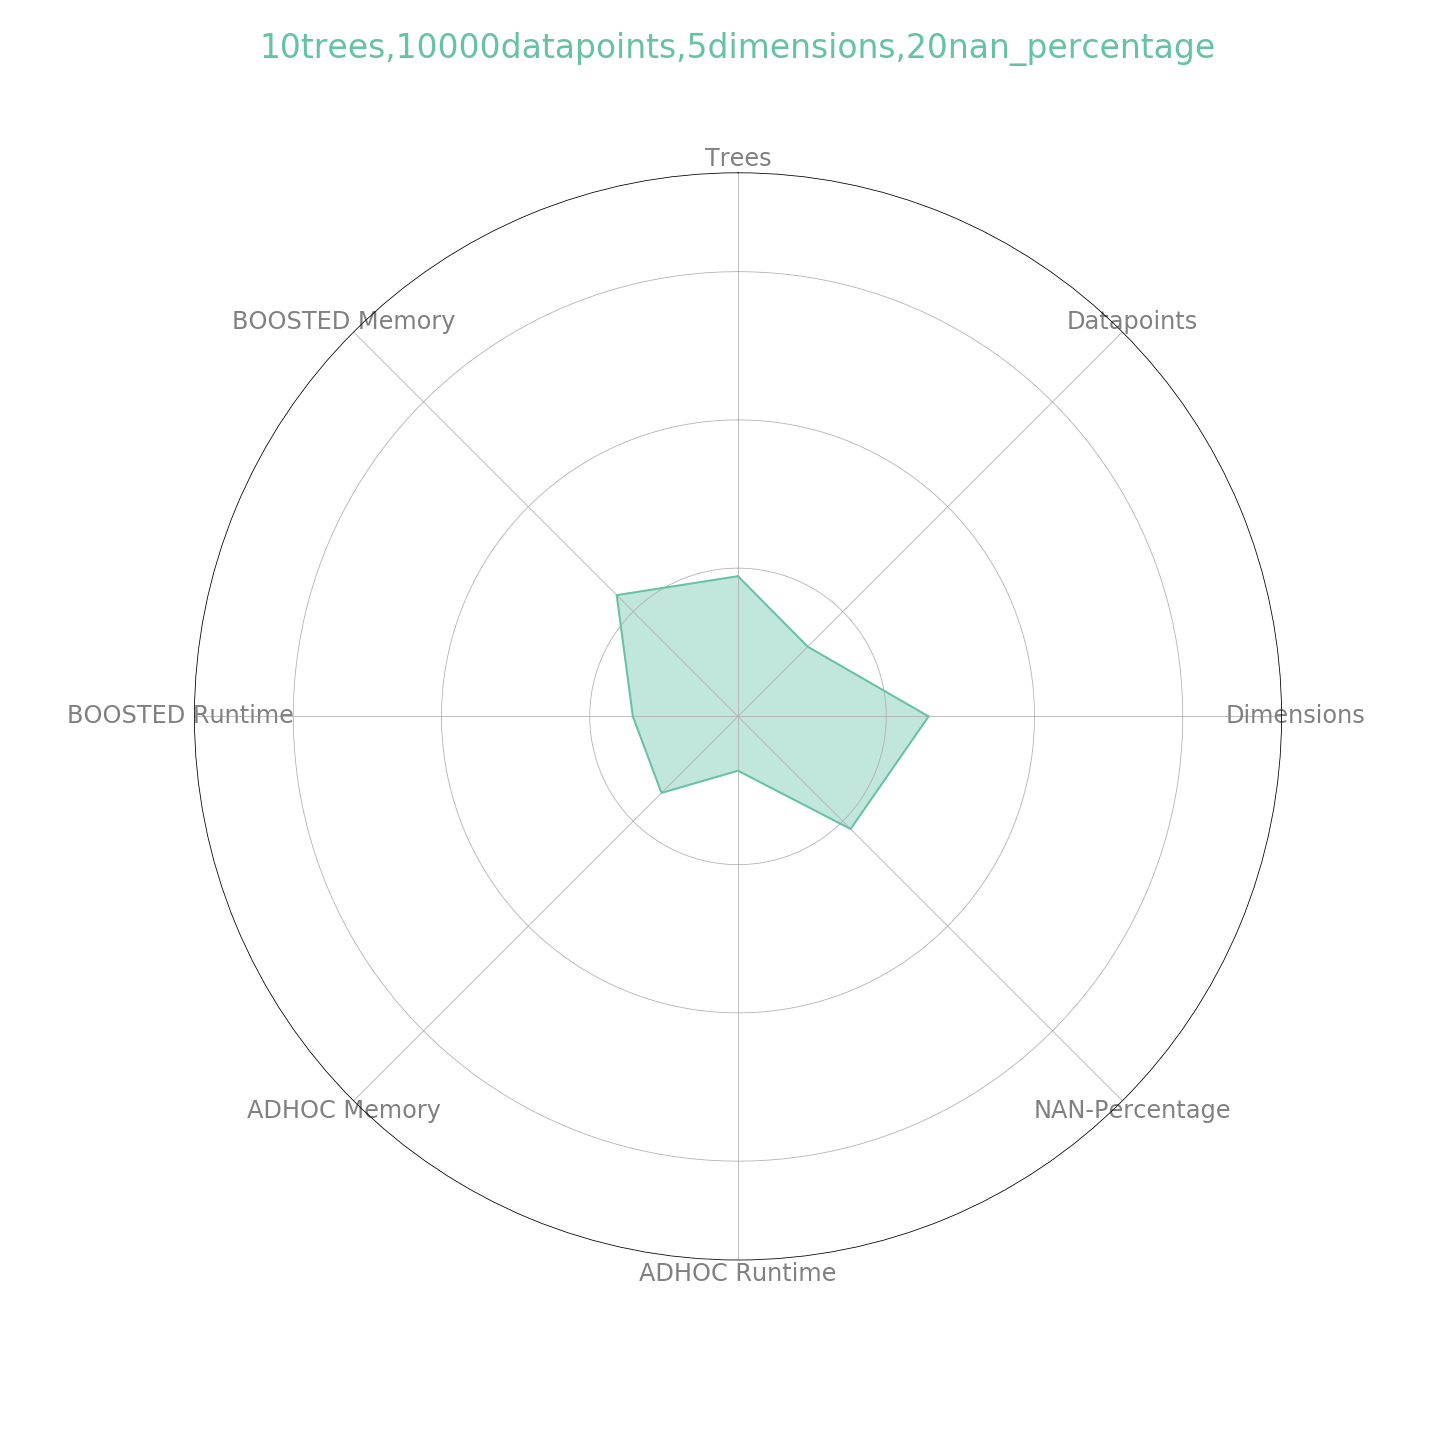 10trees,10000datapoints,5dimensions,20nan_percentage
Trees
BOOSTED Memory
Datapoints
BOOSTED Runtime
Dimensions
ADHOC Memory
NAN-Percentage
ADHOC Runtime